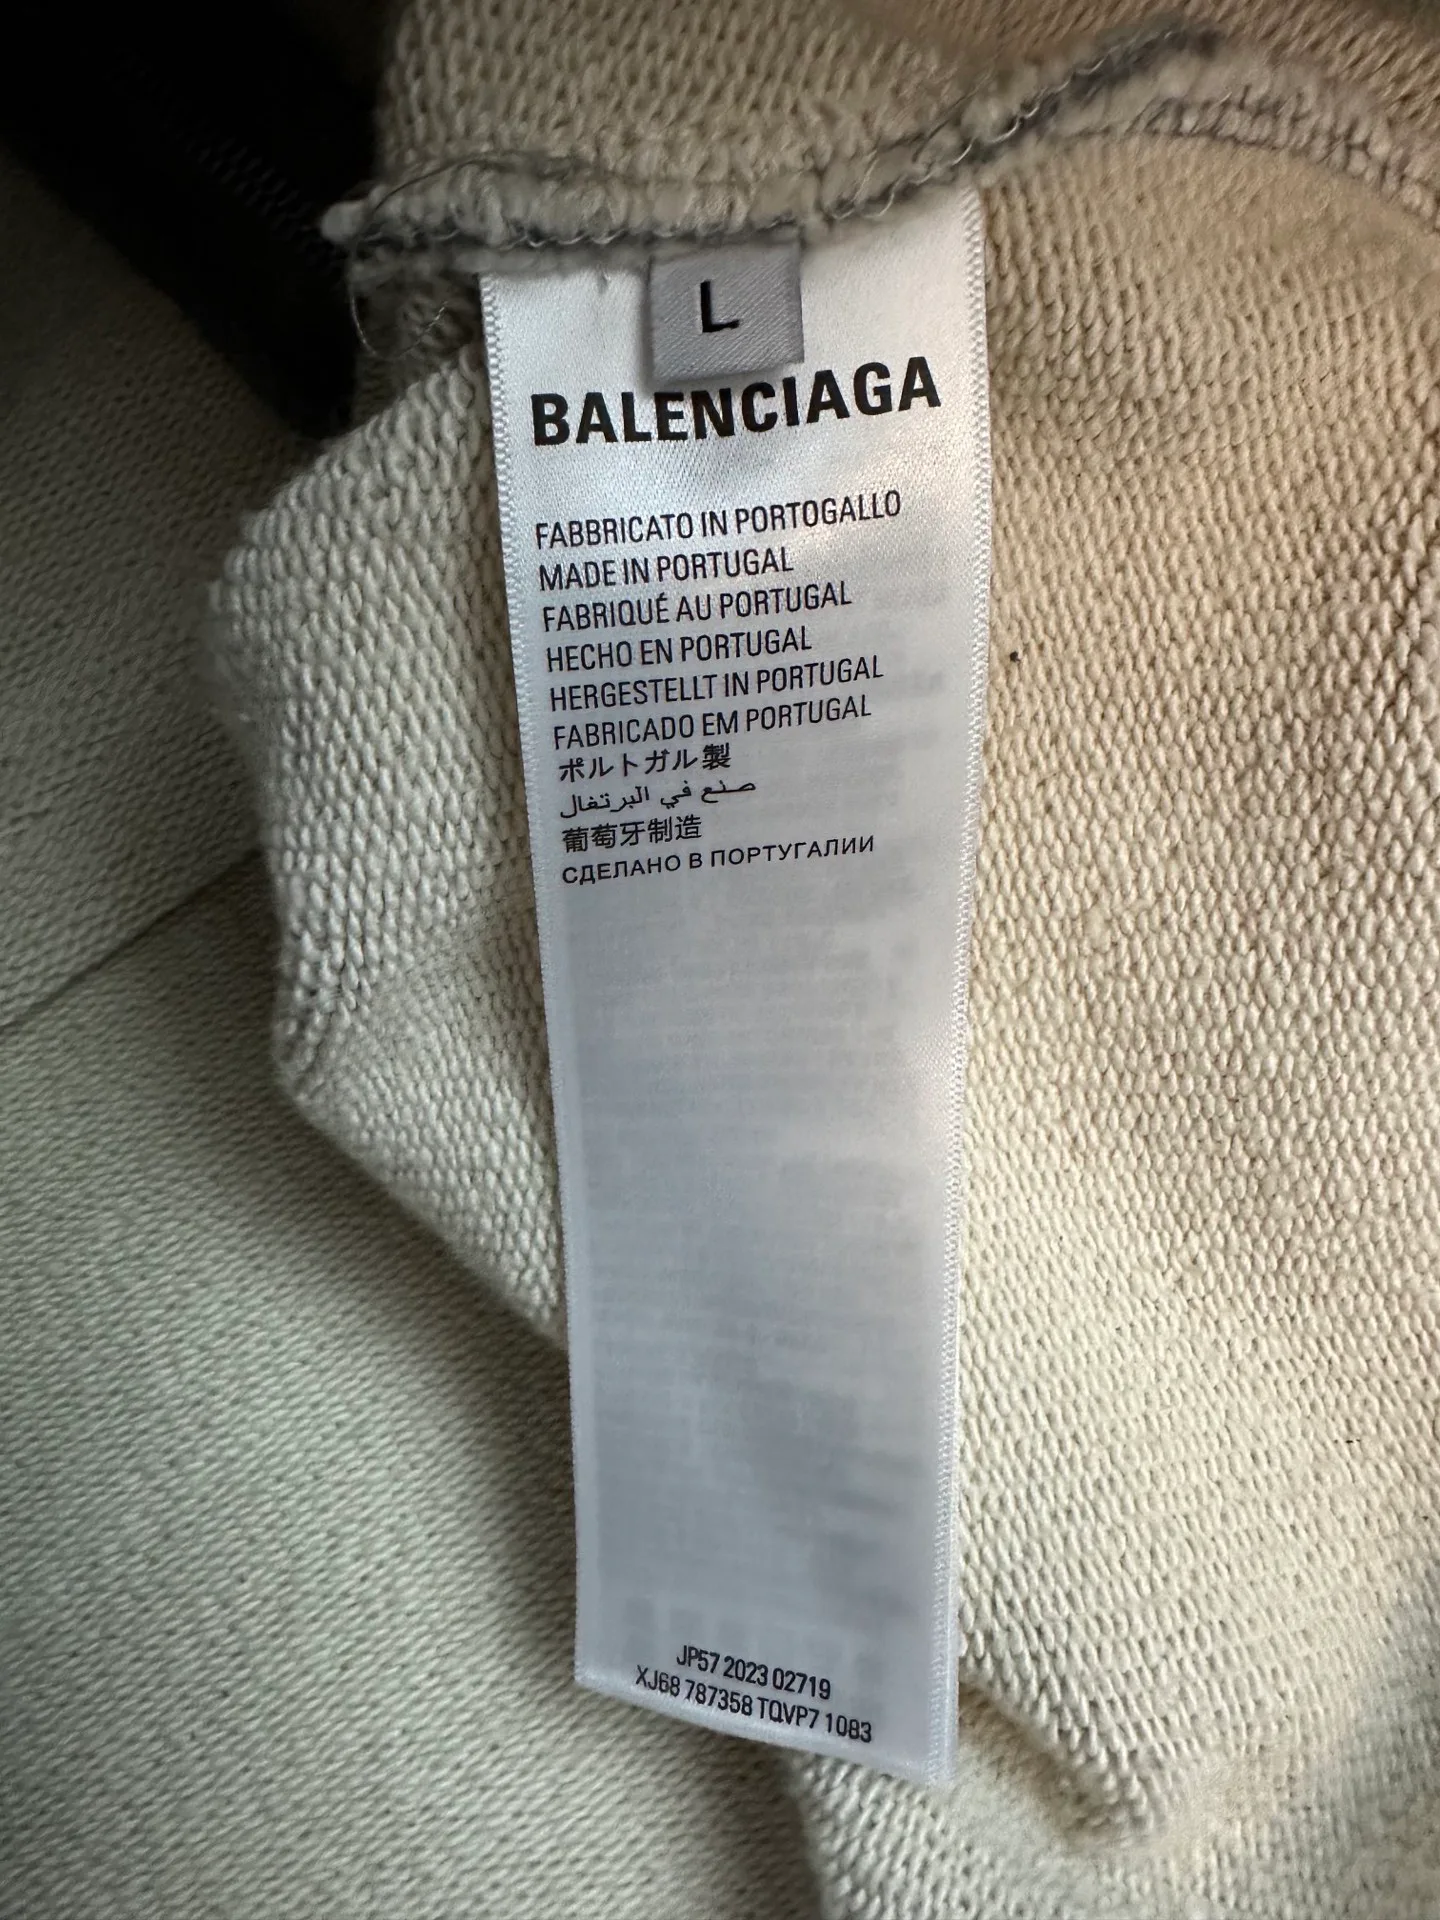 L
BALENCIAGA
FABBRICATO IN PORTOGALLO
MADE IN PORTUGAL
FABRIQUÉ AU PORTUGAL
HECHO EN PORTUGAL
HERGESTELLT IN PORTUGAL
FABRICADO EM PORTUGAL
ポルトガル製
صنع في البرتغال
葡萄牙制造
СДЕЛАНО В ПОРТУГАЛИИ
JP57 2023 02719
XJ68 787358 TQVP7 1083